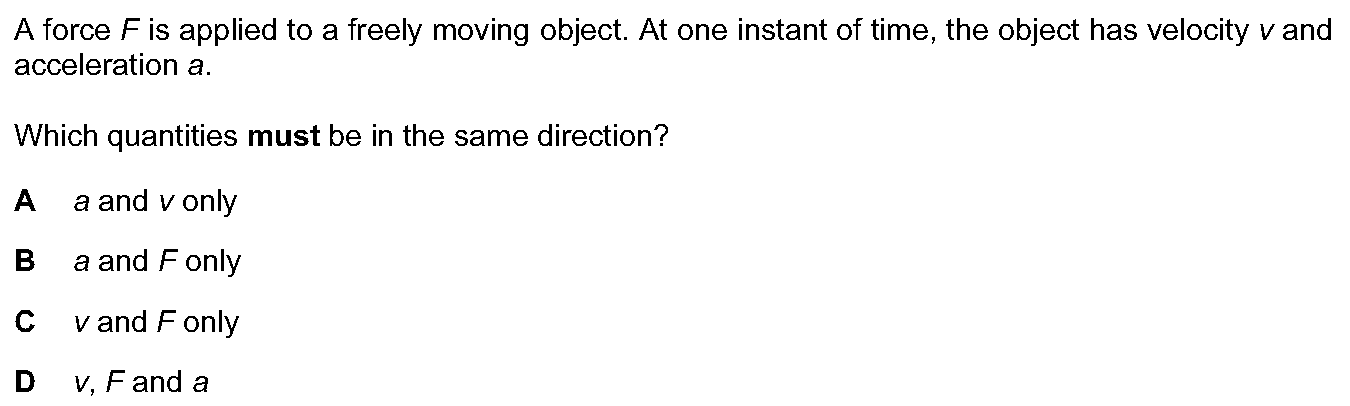 A force F is applied to a freely moving object. At one instant of time, the object has velocity v and
acceleration a.
Which quantities must be in the same direction?
A a and v only
B a and F only
C v and F only
D v, F and a